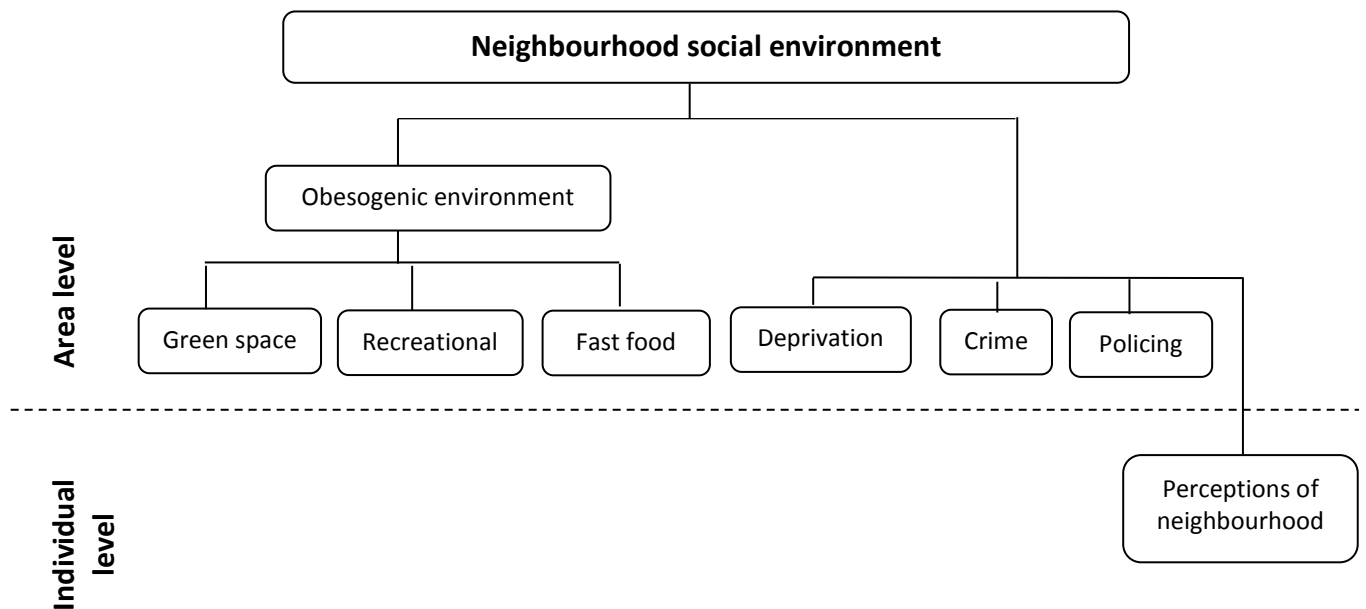 Neighbourhood social environment
Obesogenic environment
Area level
Green space
Recreational
Fast food
Deprivation
Crime
Policing
Individual
level
Perceptions of
neighbourhood